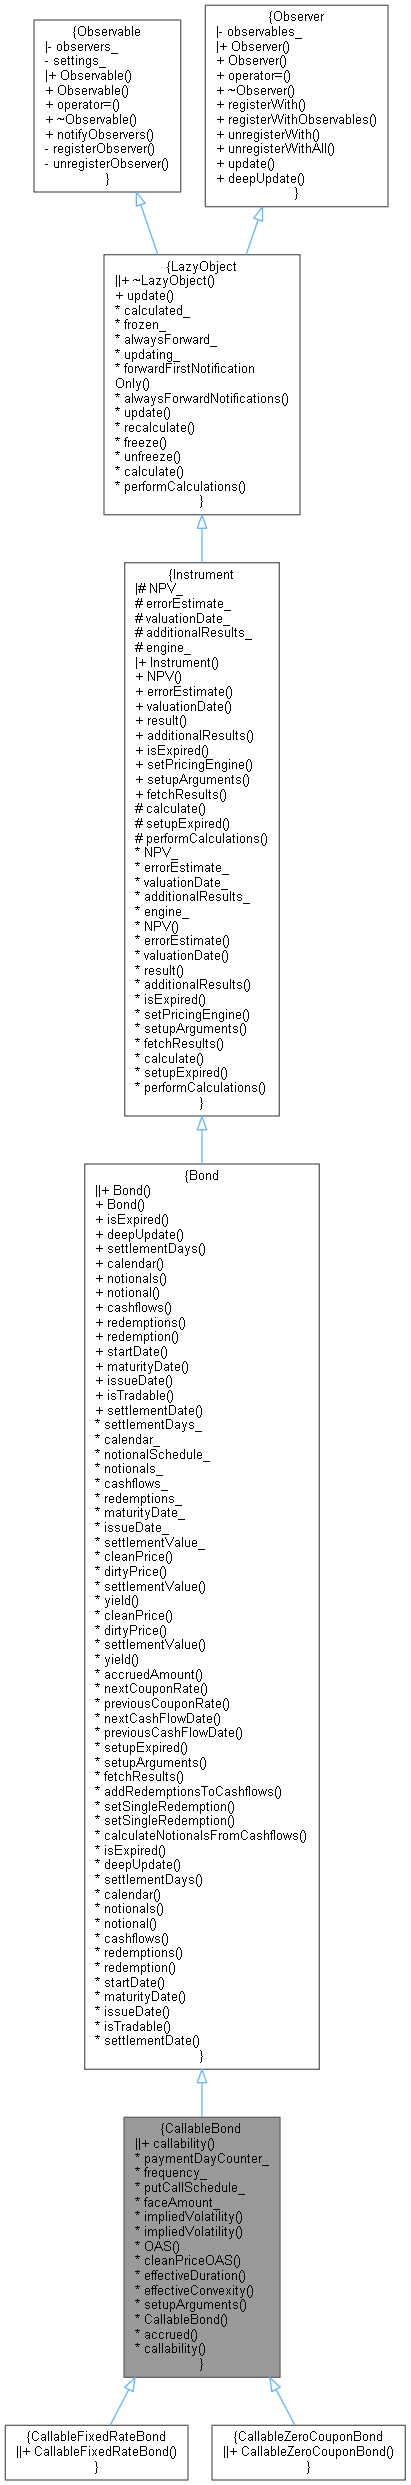 {Observable
|- observers_
- settings_
|+ Observable()
+ Observable()
+ operator=()
+ ~Observable()
+ notifyObservers()
- registerObserver()
- unregisterObserver()
}
{Observer
|- observables_
|+ Observer()
+ Observer()
+ operator=()
+ ~Observer()
+ registerWith()
+ registerWithObservables()
+ unregisterWith()
+ unregisterWithAll()
+ update()
+ deepUpdate()
}
{LazyObject
||+ ~LazyObject()
+ update()
* calculated_
* frozen_
* alwaysForward_
* updating_
* forwardFirstNotification
Only()
* alwaysForwardNotifications()
* update()
* recalculate()
* freeze()
* unfreeze()
* calculate()
* performCalculations()
}
{Instrument
|# NPV_
# errorEstimate_
# valuationDate_
# additionalResults_
# engine_
|+ Instrument()
+ NPV()
+ errorEstimate()
+ valuationDate()
+ result()
+ additionalResults()
+ isExpired()
+ setPricingEngine()
+ setupArguments()
+ fetchResults()
# calculate()
# setupExpired()
# performCalculations()
* NPV_
* errorEstimate_
* valuationDate_
* additionalResults_
* engine_
* NPV()
* errorEstimate()
* valuationDate()
* result()
* additionalResults()
* isExpired()
* setPricingEngine()
* setupArguments()
* fetchResults()
* calculate()
* setupExpired()
* performCalculations()
}
{Bond
||+ Bond()
+ Bond()
+ isExpired()
+ deepUpdate()
+ settlementDays()
+ calendar()
+ notionals()
+ notional()
+ cashflows()
+ redemptions()
+ redemption()
+ startDate()
+ maturityDate()
+ issueDate()
+ isTradable()
+ settlementDate()
* settlementDays_
* calendar_
* notionalSchedule_
* notionals_
* cashflows_
* redemptions_
* maturityDate_
* issueDate_
* settlementValue_
* cleanPrice()
* dirtyPrice()
* settlementValue()
* yield()
* cleanPrice()
* dirtyPrice()
* settlementValue()
* yield()
* accruedAmount()
* nextCouponRate()
* previousCouponRate()
* nextCashFlowDate()
* previousCashFlowDate()
* setupExpired()
* setupArguments()
* fetchResults()
* addRedemptionsToCashflows()
* setSingleRedemption()
* setSingleRedemption()
* calculateNotionalsFromCashflows()
* isExpired()
* deepUpdate()
* settlementDays()
* calendar()
* notionals()
* notional()
* cashflows()
* redemptions()
* redemption()
* startDate()
* maturityDate()
* issueDate()
* isTradable()
* settlementDate()
}
{CallableBond
||+ callability()
* paymentDayCounter_
* frequency_
* putCallSchedule_
* faceAmount_
* impliedVolatility()
* impliedVolatility()
* OAS()
* cleanPriceOAS()
* effectiveDuration()
* effectiveConvexity()
* setupArguments()
* CallableBond()
* accrued()
* callability()
}
{CallableFixedRateBond
||+ CallableFixedRateBond()
}
{CallableZeroCouponBond
||+ CallableZeroCouponBond()
}